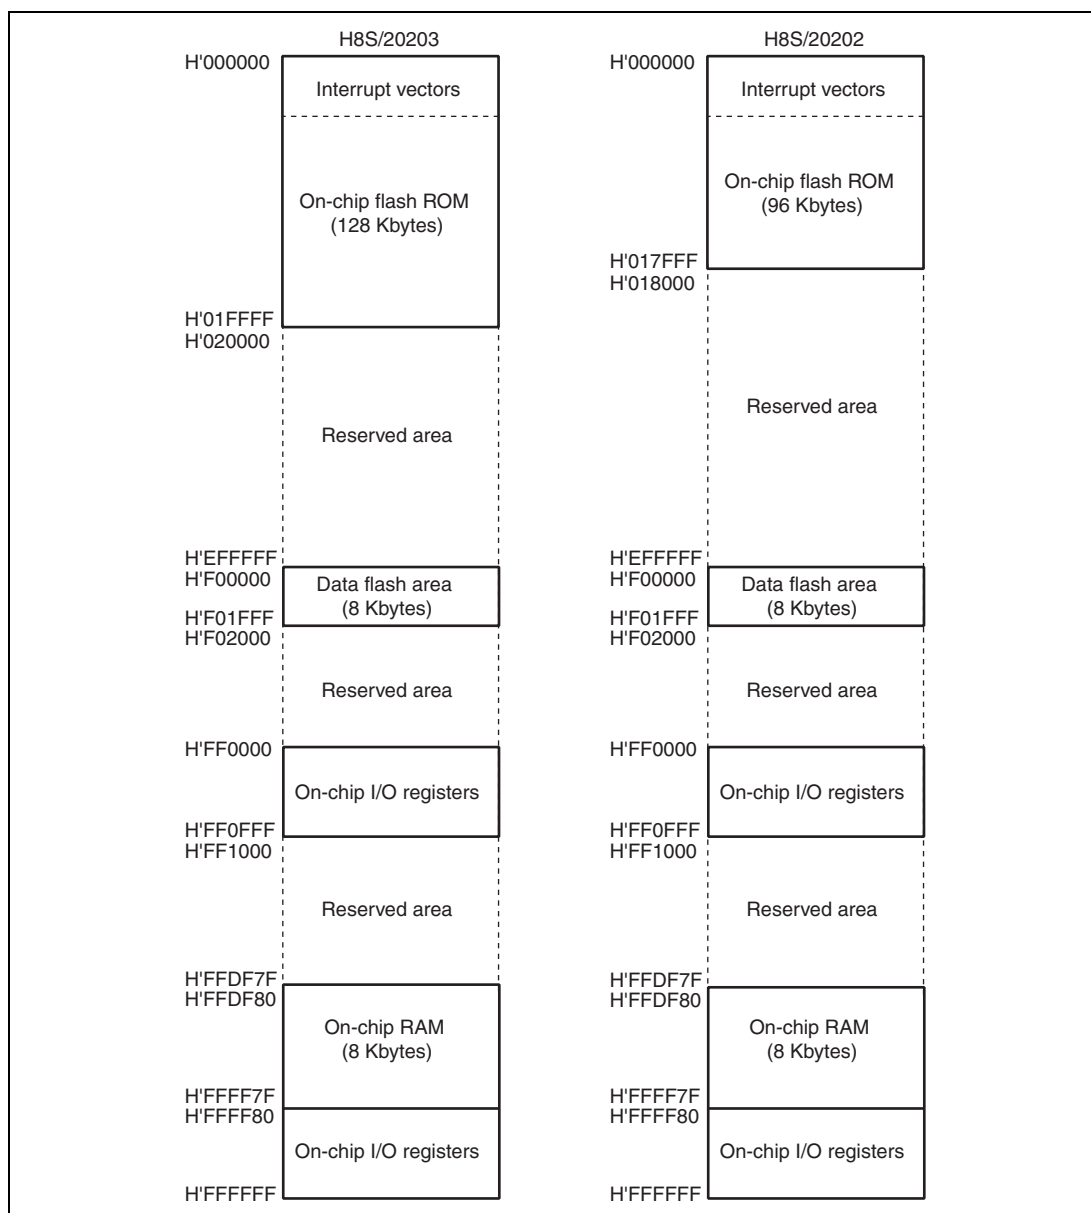 H8S/20203
H'000000
Interrupt vectors
On-chip flash ROM
(128 Kbytes)
H'01FFFF
H'020000
Reserved area
H'EFFFFF
H'F00000
Data flash area
(8 Kbytes)
H'F01FFF
H'F02000
Reserved area
H'FF0000
On-chip I/O registers
H'FF0FFF
H'FF1000
Reserved area
H'FFDF7F
H'FFDF80
On-chip RAM
(8 Kbytes)
H'FFFF7F
H'FFFF80
On-chip I/O registers
H'FFFFFF
H8S/20202
H'000000
Interrupt vectors
On-chip flash ROM
(96 Kbytes)
H'017FFF
H'018000
Reserved area
H'EFFFFF
H'F00000
Data flash area
(8 Kbytes)
H'F01FFF
H'F02000
Reserved area
H'FF0000
On-chip I/O registers
H'FF0FFF
H'FF1000
Reserved area
H'FFDF7F
H'FFDF80
On-chip RAM
(8 Kbytes)
H'FFFF7F
H'FFFF80
On-chip I/O registers
H'FFFFFF